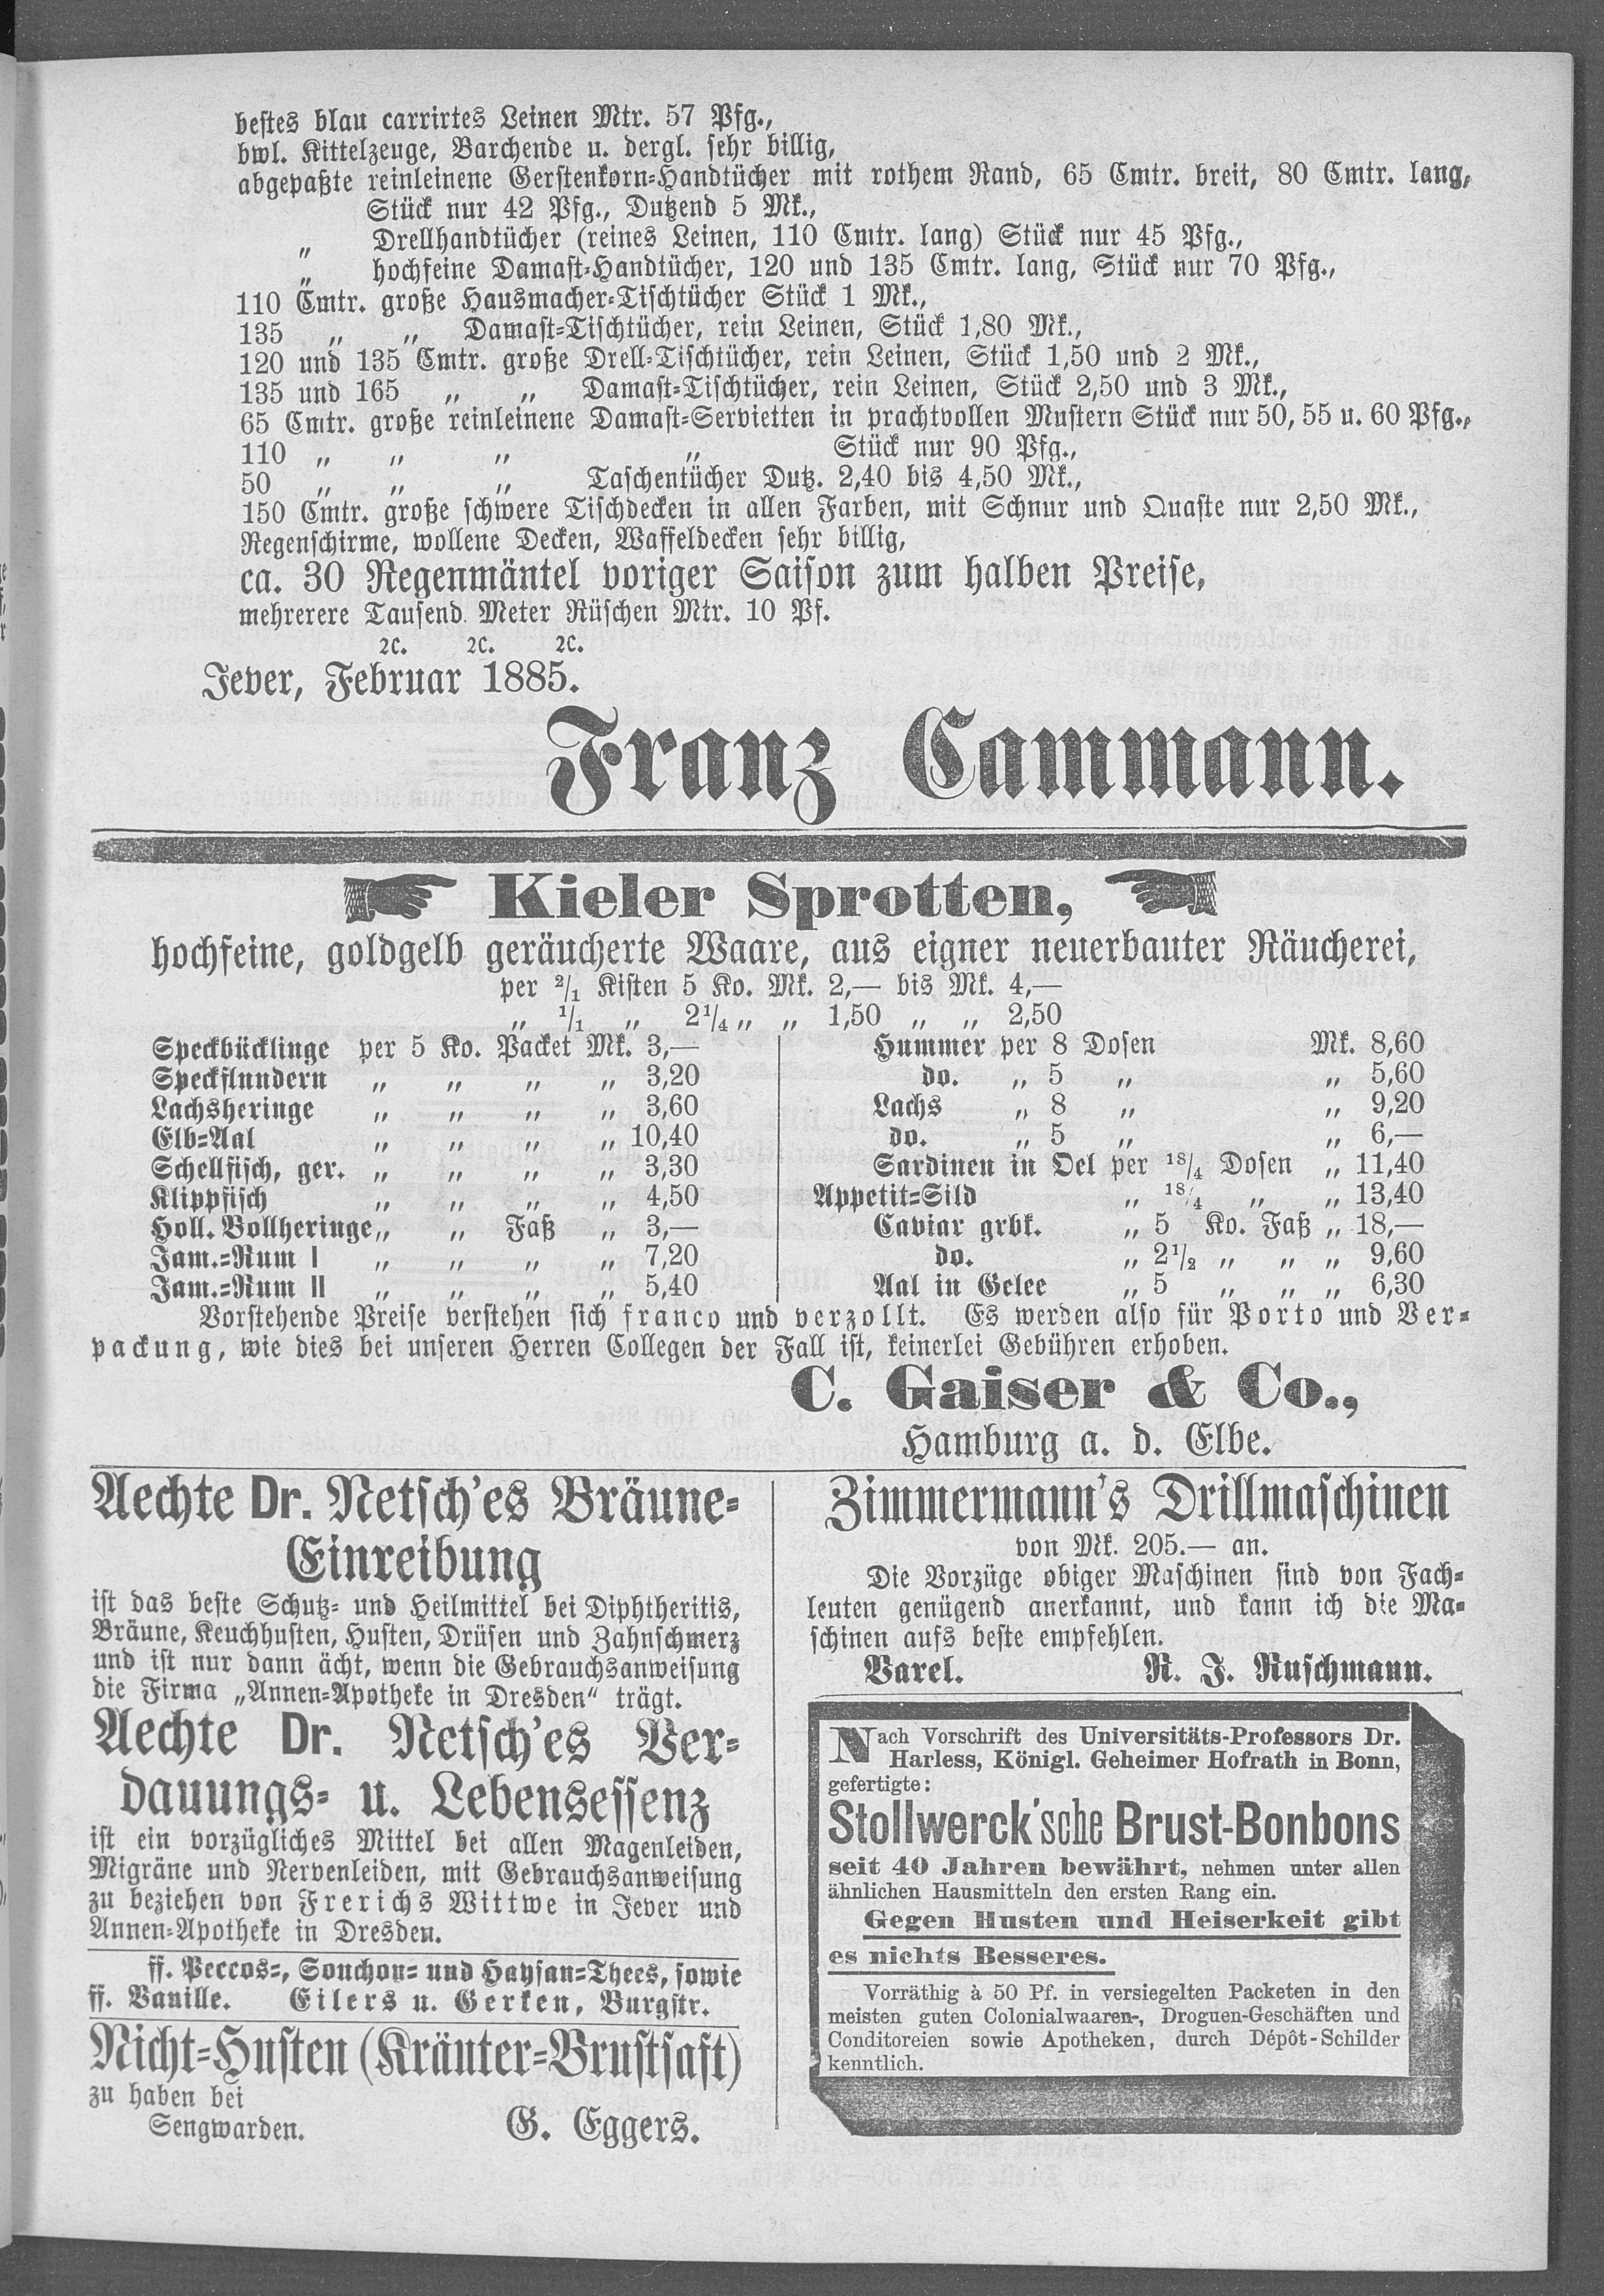 bestes blau carrirtes Leinen Mtr. 57 Pfg.,
bwl. Kittelzeuge, Barchende u. dergl. sehr billig,
abgepaßte reinleinene Gerstenkorn-Handtücher mit rothem Rand, 65 Cmtr. breit, 80 Cmtr. lang,
Stück nur 42 Pfg., Dutzend 5 Mk.,
„ Drellhandtücher (reines Leinen, 110 Cmtr. lang) Stück nur 45 Pfg.,
„ hochfeine Damast-Handtücher, 120 und 135 Cmtr. lang, Stück nur 70 Pfg.,
110 Cmtr. große Hausmacher-Tischtücher Stück 1 Mk.,
135 „ „ Damast-Tischtücher, rein Leinen, Stück 1,80 Mk.,
120 und 135 Cmtr. große Drell-Tischtücher, rein Leinen, Stück 1,50 und 2 Mk.,
135 und 165 „ „ Damast-Tischtücher, rein Leinen, Stück 2,50 und 3 Mk.,
65 Cmtr. große reinleinene Damast-Servietten in prachtvollen Mustern Stück nur 50, 55 u. 60 Pfg.,
110 „ „ „ „ Stück nur 90 Pfg.,
50 „ „ „ Taschentücher Dutz. 2,40 bis 4,50 Mk.,
150 Cmtr. große schwere Tischdecken in allen Farben, mit Schnur und Quaste nur 2,50 Mk.,
Regenschirme, wollene Decken, Waffeldecken sehr billig,
ca. 30 Regenmäntel voriger Saison zum halben Preise,
mehrerere Tausend Meter Rüschen Mtr. 10 Pf.
ꝛc. ꝛc. ꝛc.
Jever, Februar 1885.
Franz Cammann.
Kieler Sprotten,
hochfeine, goldgelb geräucherte Waare, aus eigner neuerbauter Räucherei,
per 2/1 Kisten 5 Ko. Mk. 2,— bis Mk. 4,—
„ 1/1 „ 2 1/4 „ „ 1,50 „ „ 2,50
Speckbücklinge per 5 Ko. Packet Mk. 3,—
Speckflundern „ „ „ „ 3,20
Lachsheringe „ „ „ „ 3,60
Elb-Aal „ „ „ „ 10,40
Schellfisch, ger. „ „ „ „ 3,30
Klippfisch „ „ „ „ 4,50
Holl. Vollheringe „ „ Faß „ 3,—
Jam.-Rum I „ „ „ „ 7,20
Jam.-Rum II „ „ „ „ 5,40
Hummer per 8 Dosen Mk. 8,60
do. „ 5 „ „ 5,60
Lachs „ 8 „ „ 9,20
do. „ 5 „ „ 6,—
Sardinen in Oel per 18/4 Dosen „ 11,40
Appetit-Sild „ 18/4 „ „ 13,40
Caviar grbk. „ 5 Ko. Faß „ 18,—
do. „ 2 1/2 „ „ „ 9,60
Aal in Gelee „ 5 „ „ „ 6,30
Vorstehende Preise verstehen sich franco und verzollt. Es werden also für Porto und Ver-
packung, wie dies bei unseren Herren Collegen der Fall ist, keinerlei Gebühren erhoben.
C. Gaiser & Co.,
Hamburg a. d. Elbe.
Aechte Dr. Netsch'es Bräune-
Einreibung
ist das beste Schutz- und Heilmittel bei Diphtheritis,
Bräune, Keuchhusten, Husten, Drüsen und Zahnschmerz
und ist nur dann ächt, wenn die Gebrauchsanweisung
die Firma „Annen-Apotheke in Dresden“ trägt.
Aechte Dr. Netsch'es Ver-
dauungs- u. Lebensessenz
ist ein vorzügliches Mittel bei allen Magenleiden,
Migräne und Nervenleiden, mit Gebrauchsanweisung
zu beziehen von Frerichs Wittwe in Jever und
Annen-Apotheke in Dresden.
ff. Peccos-, Souchon- und Haysan-Thees, sowie
ff. Vanille. Eilers u. Gerken, Burgstr.
Nicht-Husten (Kräuter-Brustsaft)
zu haben bei
Sengwarden. G. Eggers.
Zimmermann's Drillmaschinen
von Mk. 205.— an.
Die Vorzüge obiger Maschinen sind von Fach-
leuten genügend anerkannt, und kann ich die Ma-
schinen aufs beste empfehlen.
Varel. R. J. Ruschmann.
Nach Vorschrift des Universitäts-Professors Dr.
Harless, Königl. Geheimer Hofrath in Bonn,
gefertigte:
Stollwerck'sche Brust-Bonbons
seit 40 Jahren bewährt, nehmen unter allen
ähnlichen Hausmitteln den ersten Rang ein.
Gegen Husten und Heiserkeit gibt
es nichts Besseres.
Vorräthig à 50 Pf. in versiegelten Packeten in den
meisten guten Colonialwaaren-, Droguen-Geschäften und
Conditoreien sowie Apotheken, durch Dépôt-Schilder
kenntlich.